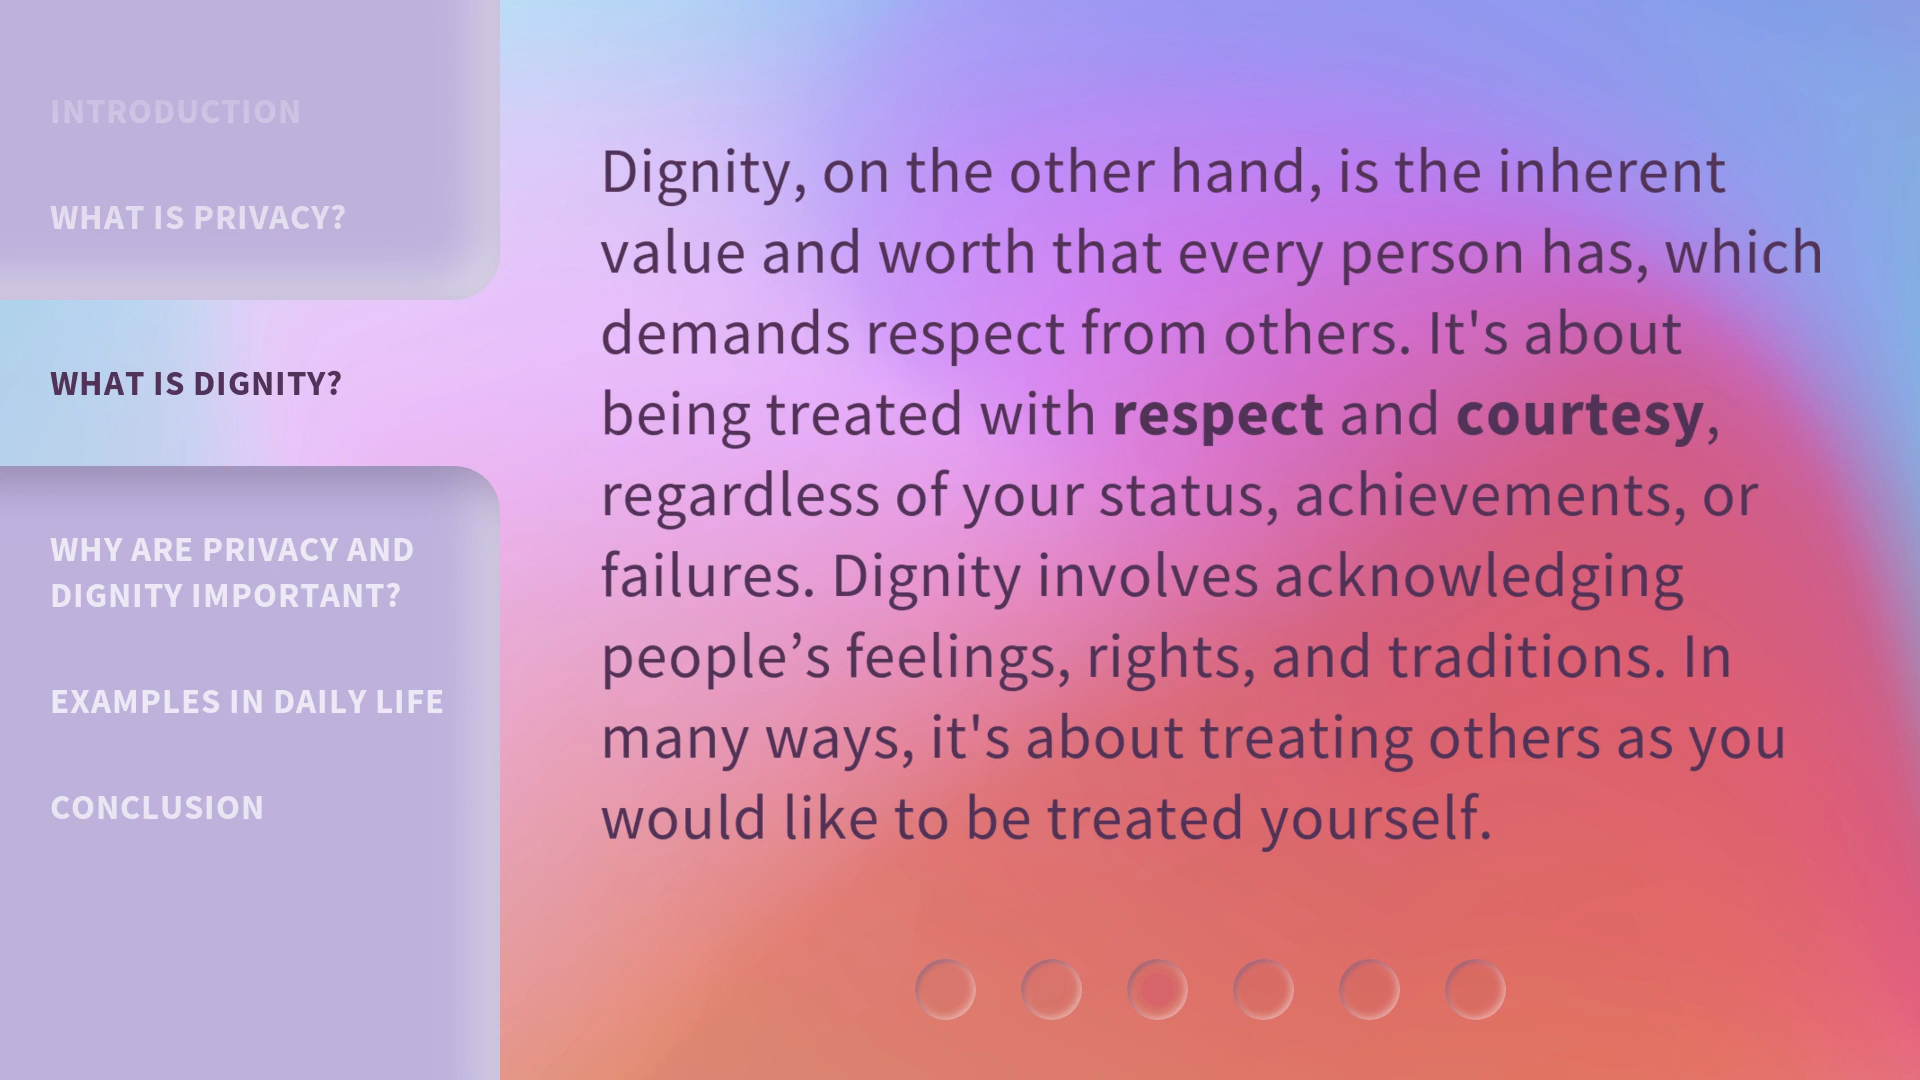 INTRODUCTION
WHAT IS PRIVACY?
WHAT IS DIGNITY?
WHY ARE PRIVACY AND
DIGNITY IMPORTANT?
EXAMPLES IN DAILY LIFE
CONCLUSION
Dignity, on the other hand, is the inherent
value and worth that every person has, which
demands respect from others. It's about
being treated with respect and courtesy,
regardless of your status, achievements, or
failures. Dignity involves acknowledging
people’s feelings, rights, and traditions. In
many ways, it's about treating others as you
would like to be treated yourself.